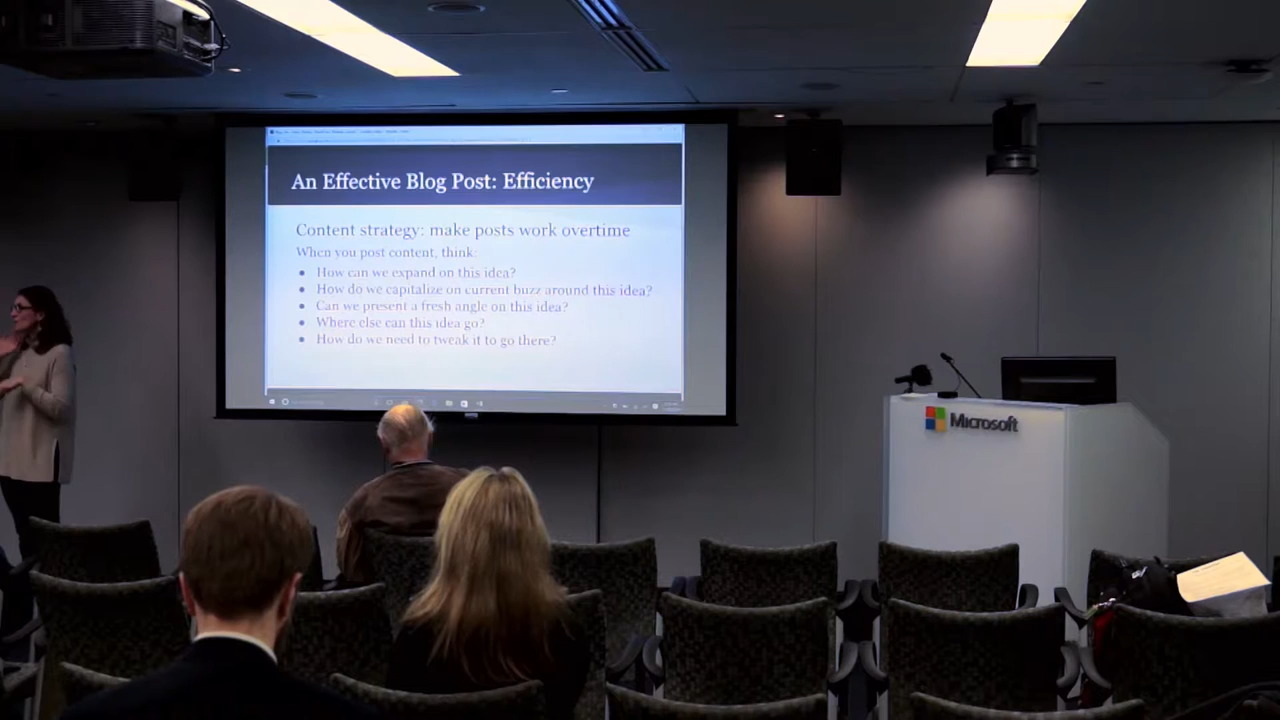 An Effective Blog Post: Efficiency
Content strategy: make posts work overtime
When you post content, think:
• How can we expand on this idea?
• How do we capitalize on current buzz around this idea?
• Can we present a fresh angle on this idea?
• Where else can this idea go?
• How do we need to tweak it to go there?
Microsoft